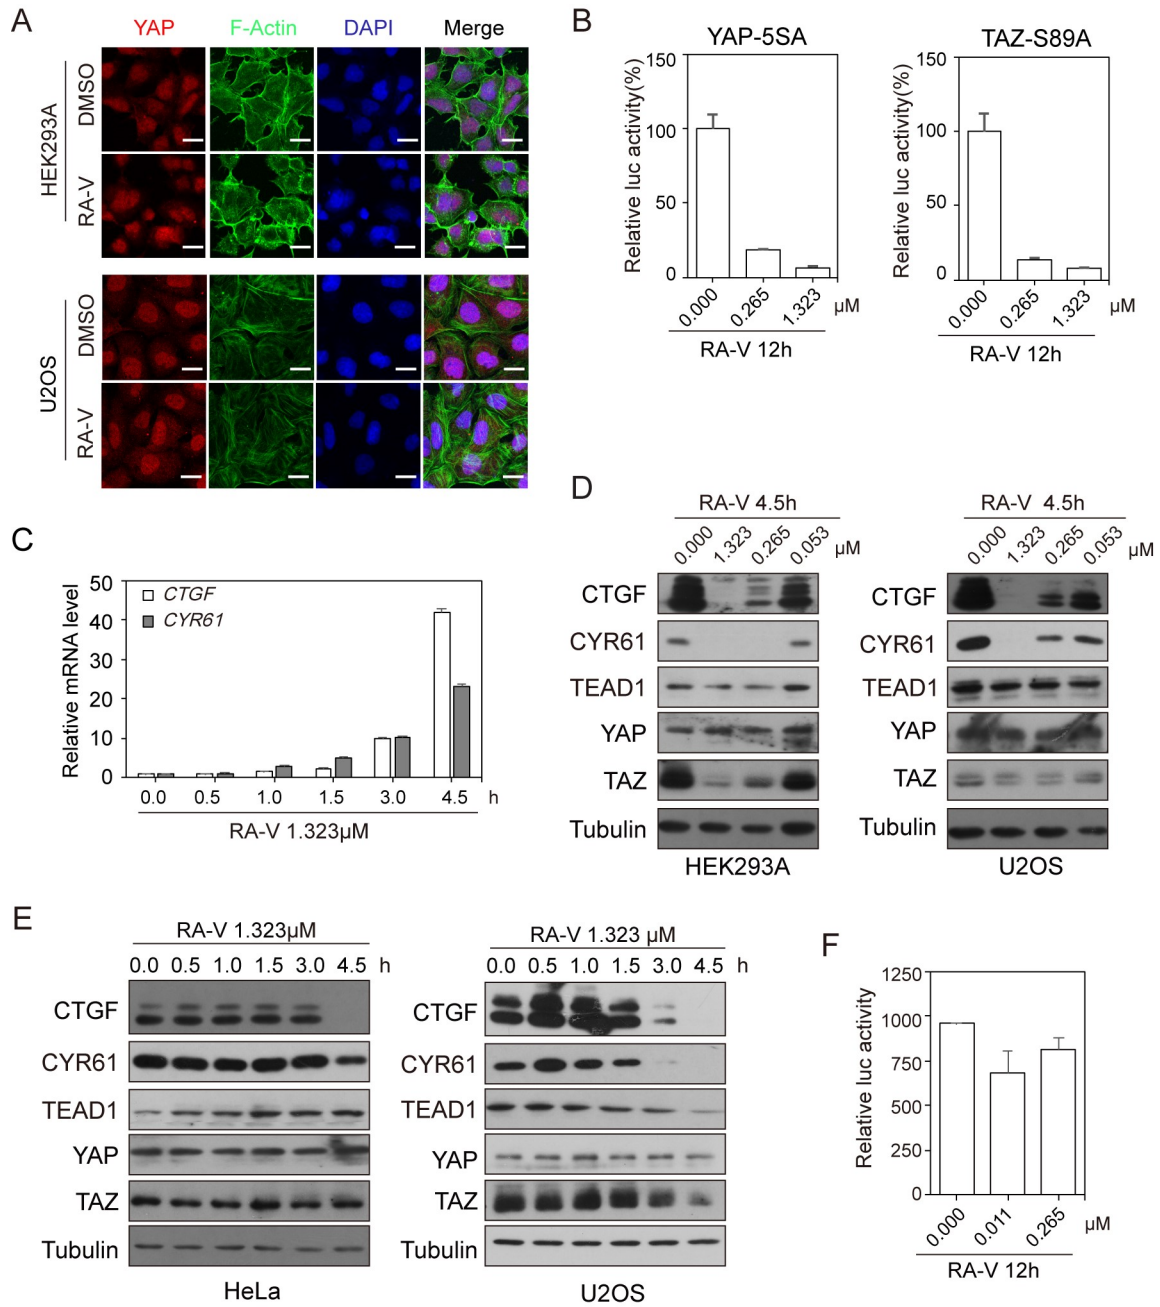 A
YAP F-Actin DAPI Merge
HEK293A
DMSO
RA-V
U2OS
DMSO
RA-V
B
YAP-5SA
Relative luc activity(%)
150
100
50
0
0.000 0.265 1.323 μM
RA-V 12h
TAZ-S89A
Relative luc activity(%)
150
100
50
0
0.000 0.265 1.323 μM
RA-V 12h
C
Relative mRNA level
50
40
30
20
10
0
CTGF
CYR61
0.0 0.5 1.0 1.5 3.0 4.5 h
RA-V 1.323μM
D
RA-V 4.5h
0.000 1.323 0.265 0.053 μM
CTGF
CYR61
TEAD1
YAP
TAZ
Tubulin
HEK293A
RA-V 4.5h
0.000 1.323 0.265 0.053 μM
CTGF
CYR61
TEAD1
YAP
TAZ
Tubulin
U2OS
E
RA-V 1.323μM
0.0 0.5 1.0 1.5 3.0 4.5 h
CTGF
CYR61
TEAD1
YAP
TAZ
Tubulin
HeLa
RA-V 1.323 μM
0.0 0.5 1.0 1.5 3.0 4.5 h
CTGF
CYR61
TEAD1
YAP
TAZ
Tubulin
U2OS
F
Relative luc activity
1250
1000
750
500
250
0
0.000 0.011 0.265 μM
RA-V 12h